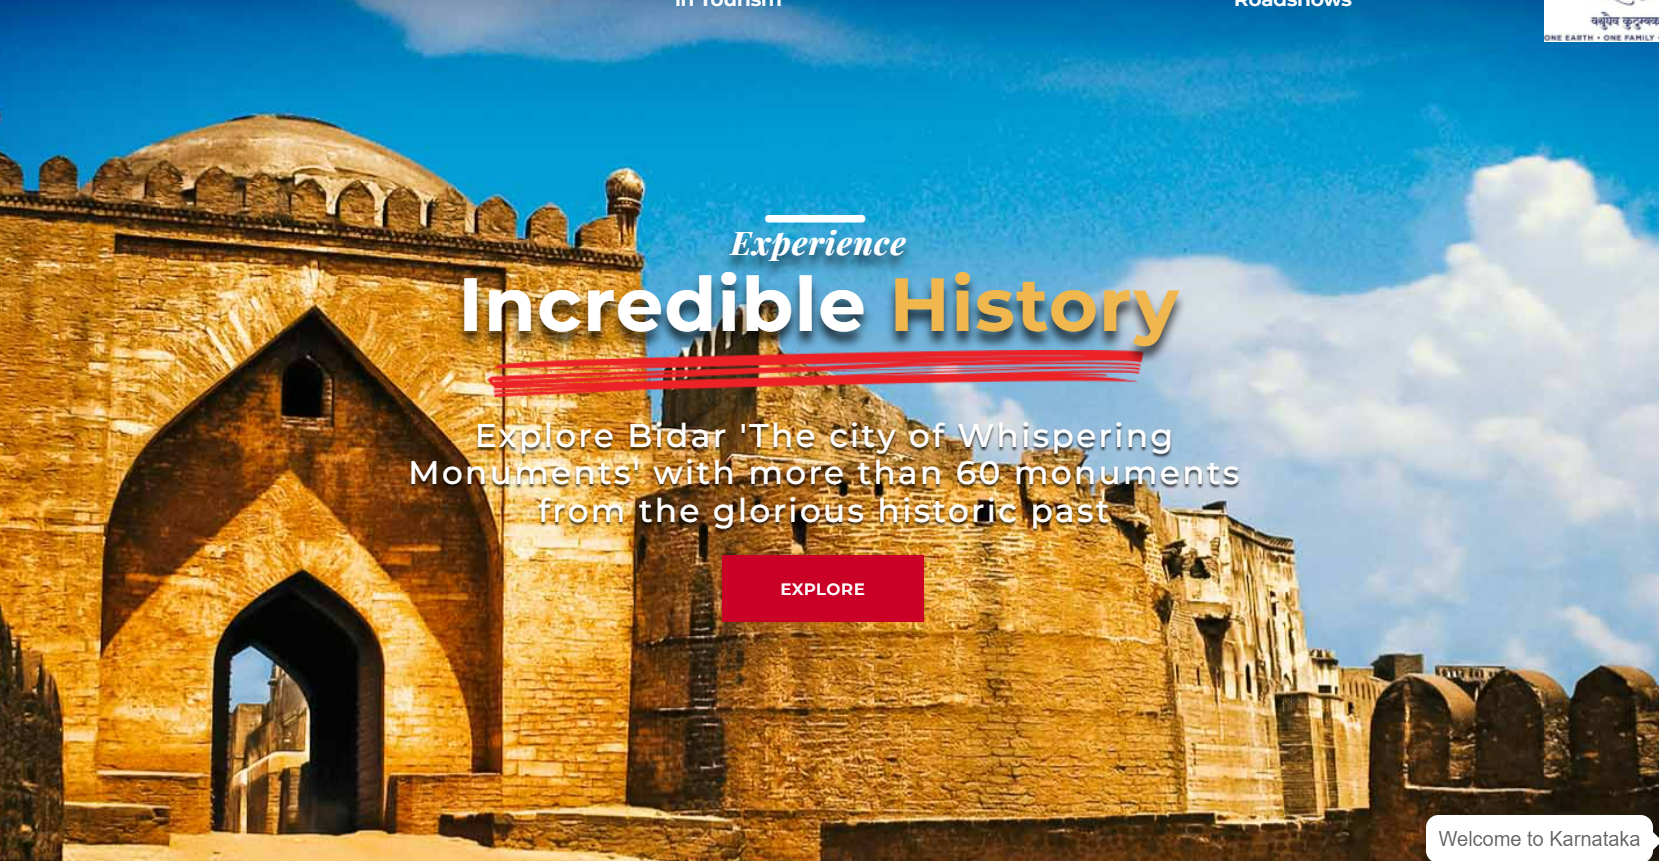 in Tourism
Roadshows
वसुधैव कुटुम्बक
ONE EARTH • ONE FAMILY •
Experience
Incredible History
Explore Bidar 'The city of Whispering
Monuments' with more than 60 monuments
from the glorious historic past
EXPLORE
Welcome to Karnataka